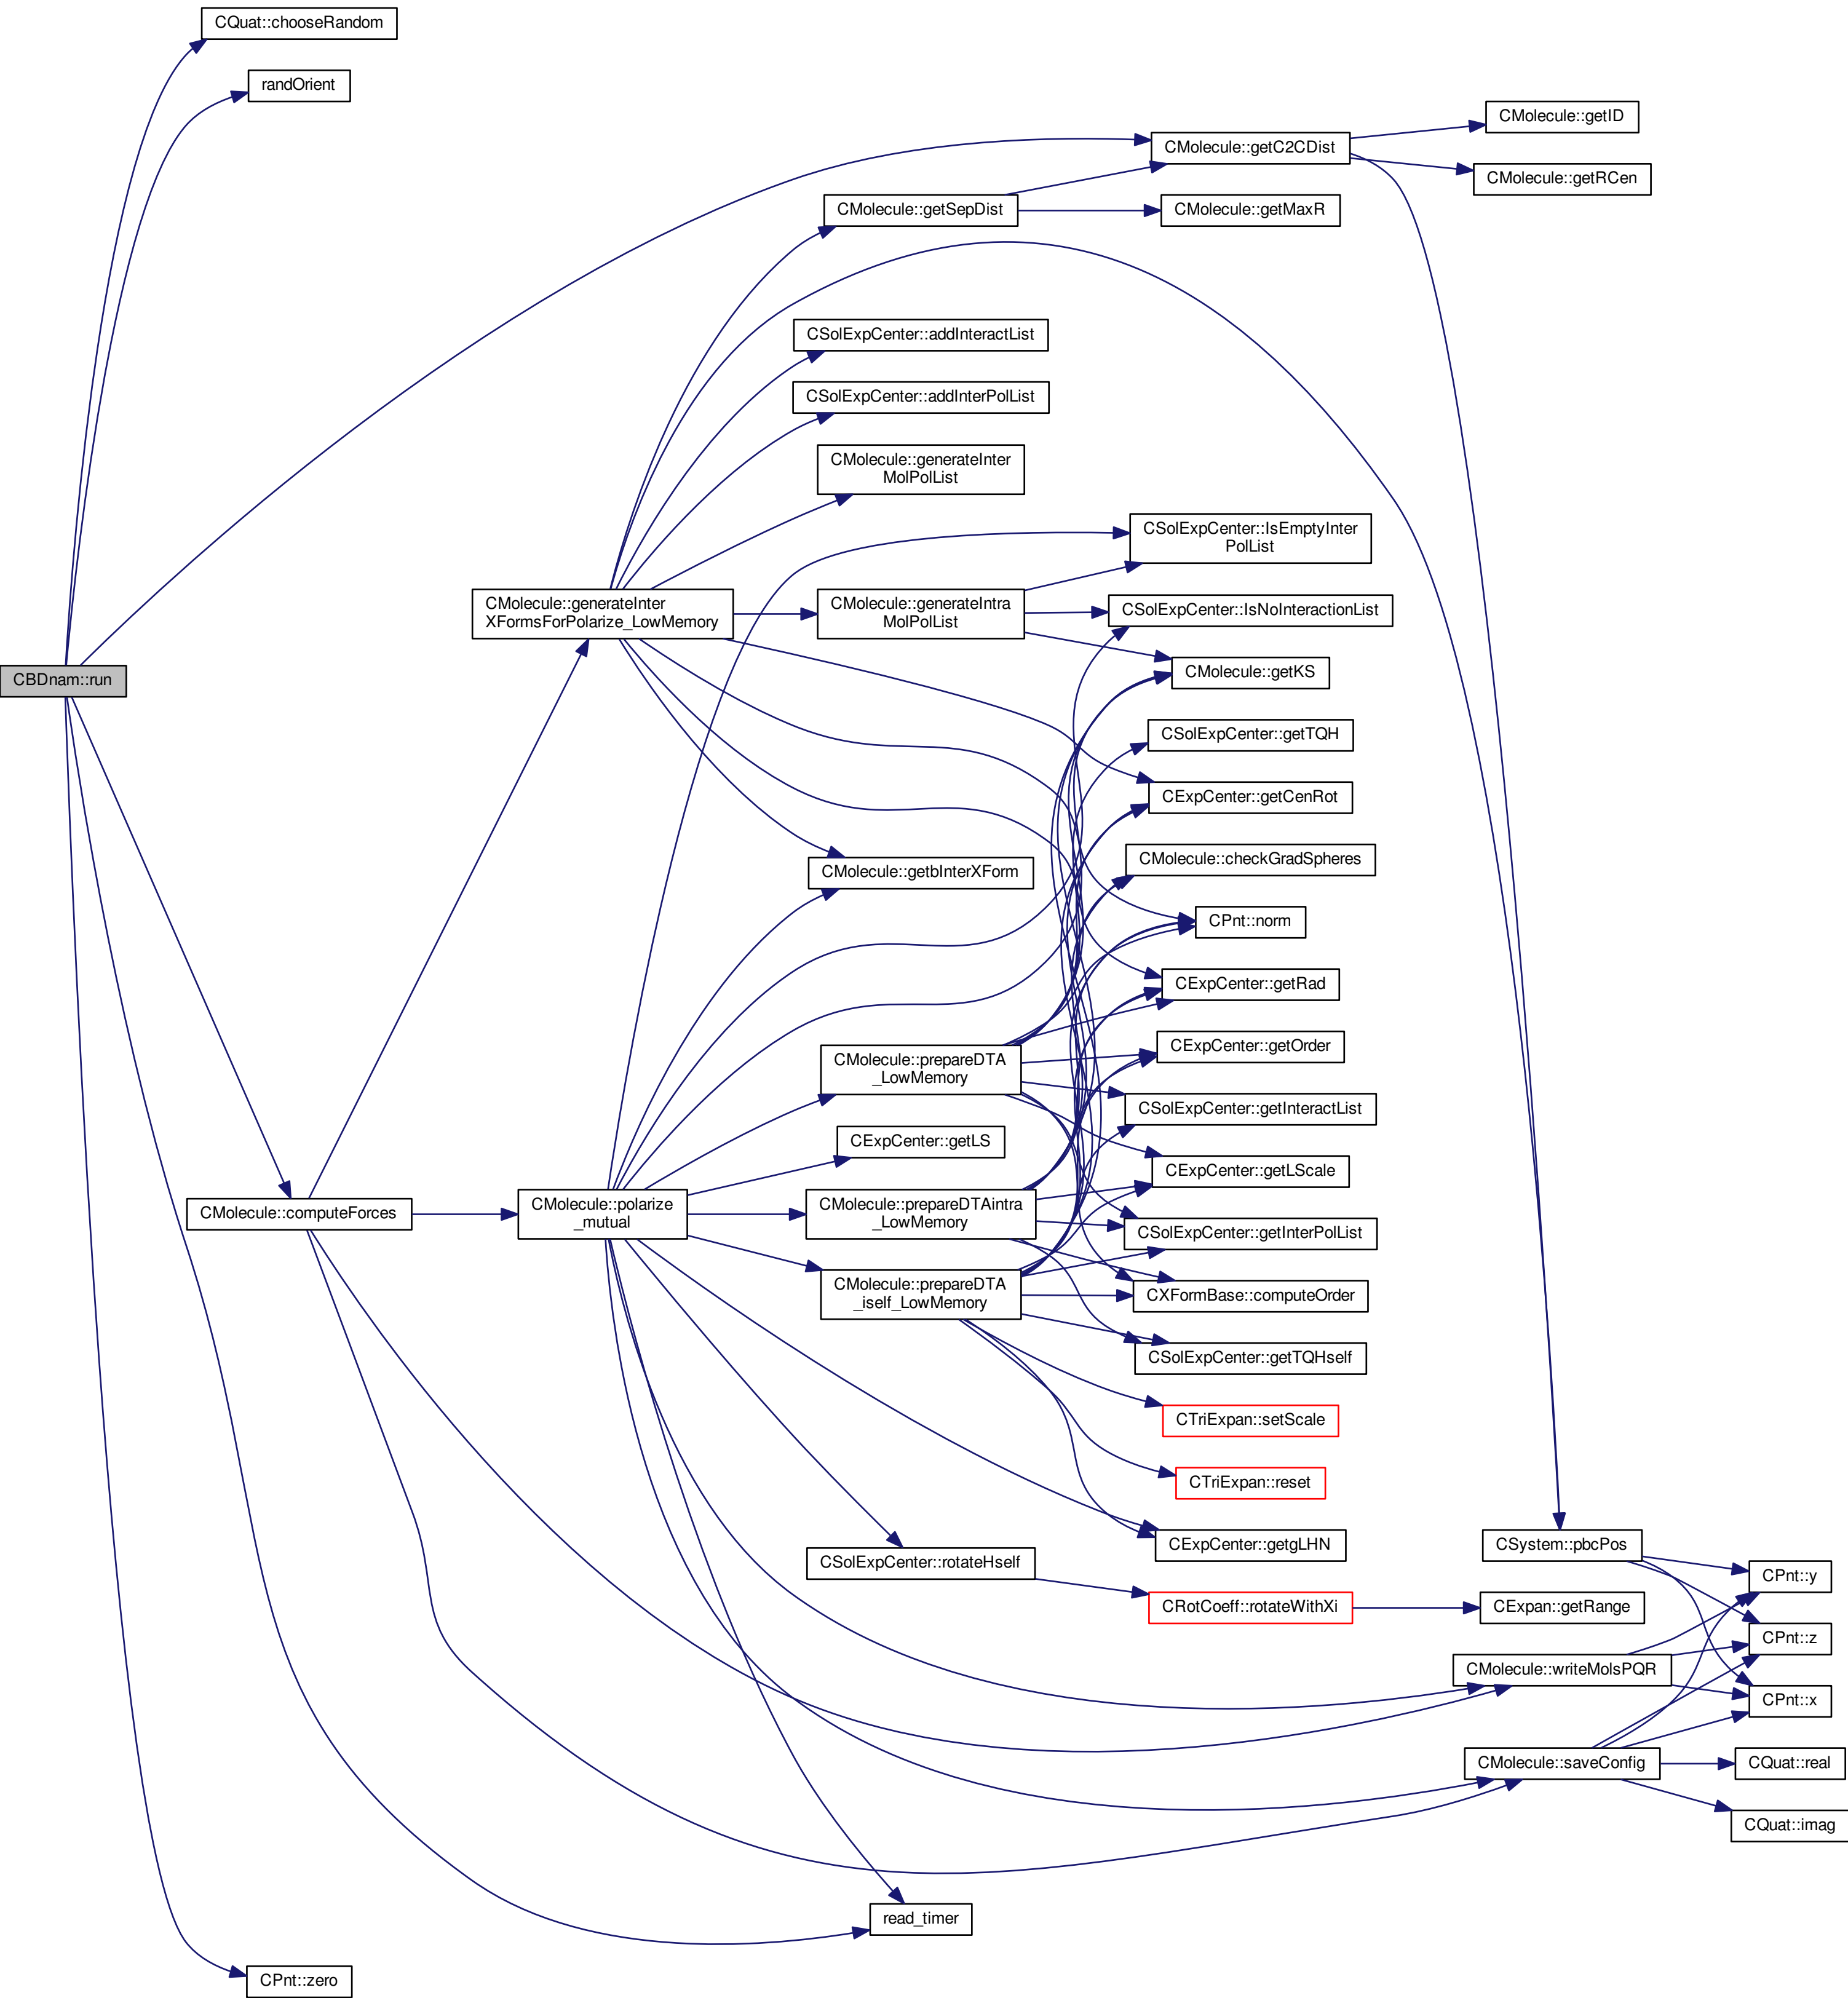 CQuat::chooseRandom
randOrient
CMolecule::getID
CMolecule::getC2CDist
CMolecule::getRCen
CMolecule::getSepDist
CMolecule::getMaxR
CSolExpCenter::addInteractList
CSolExpCenter::addInterPolList
CMolecule::generateInter
MolPolList
CSolExpCenter::IsEmptyInter
PolList
CMolecule::generateInter
XFormsForPolarize_LowMemory
CMolecule::generateIntra
MolPolList
CSolExpCenter::IsNoInteractionList
CBDnam::run
CMolecule::getKS
CSolExpCenter::getTQH
CExpCenter::getCenRot
CMolecule::checkGradSpheres
CMolecule::getbInterXForm
CPnt::norm
CExpCenter::getRad
CMolecule::prepareDTA
_LowMemory
CExpCenter::getOrder
CSolExpCenter::getInteractList
CExpCenter::getLS
CExpCenter::getLScale
CMolecule::computeForces
CMolecule::polarize
_mutual
CMolecule::prepareDTAintra
_LowMemory
CSolExpCenter::getInterPolList
CMolecule::prepareDTA
_iself_LowMemory
CXFormBase::computeOrder
CSolExpCenter::getTQHself
CTriExpan::setScale
CTriExpan::reset
CExpCenter::getgLHN
CSystem::pbcPos
CSolExpCenter::rotateHself
CPnt::y
CRotCoeff::rotateWithXi
CExpan::getRange
CPnt::z
CMolecule::writeMolsPQR
CPnt::x
CMolecule::saveConfig
CQuat::real
CQuat::imag
read_timer
CPnt::zero